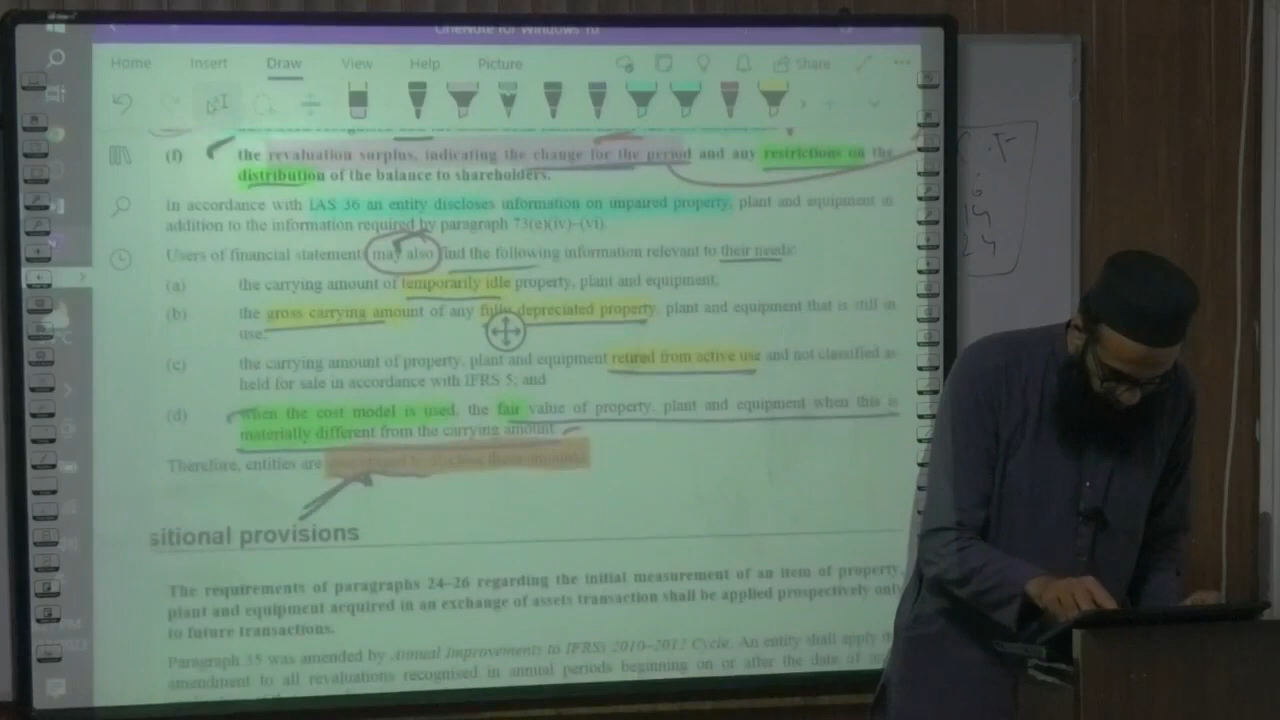 OneNote for Windows 10
Home Insert Draw View Help Picture Share
(f) the revaluation surplus, indicating the change for the period and any restrictions on the
distribution of the balance to shareholders.
In accordance with IAS 36 an entity discloses information on impaired property, plant and equipment in
addition to the information required by paragraph 73(e)(iv)–(vi).
Users of financial statement may also find the following information relevant to their needs:
(a) the carrying amount of temporarily idle property, plant and equipment;
(b) the gross carrying amount of any fully depreciated property, plant and equipment that is still in
use;
(c) the carrying amount of property, plant and equipment retired from active use and not classified as
held for sale in accordance with IFRS 5; and
(d) when the cost model is used, the fair value of property, plant and equipment when this is
materially different from the carrying amount.
Therefore, entities are to disclose these amounts.
sitional provisions
The requirements of paragraphs 24–26 regarding the initial measurement of an item of property,
plant and equipment acquired in an exchange of assets transaction shall be applied prospectively only
to future transactions.
Paragraph 35 was amended by Annual Improvements to IFRSs 2010–2012 Cycle. An entity shall apply
amendment to all revaluations recognised in annual periods beginning on or after the date of